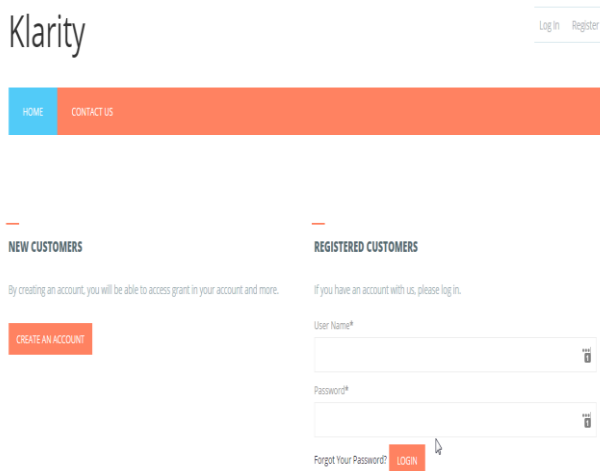 Klarity
Log In Register
HOME CONTACT US
NEW CUSTOMERS
By creating an account, you will be able to access grant in your account and more.
CREATE AN ACCOUNT
REGISTERED CUSTOMERS
If you have an account with us, please log in.
User Name*
Password*
Forgot Your Password? LOGIN